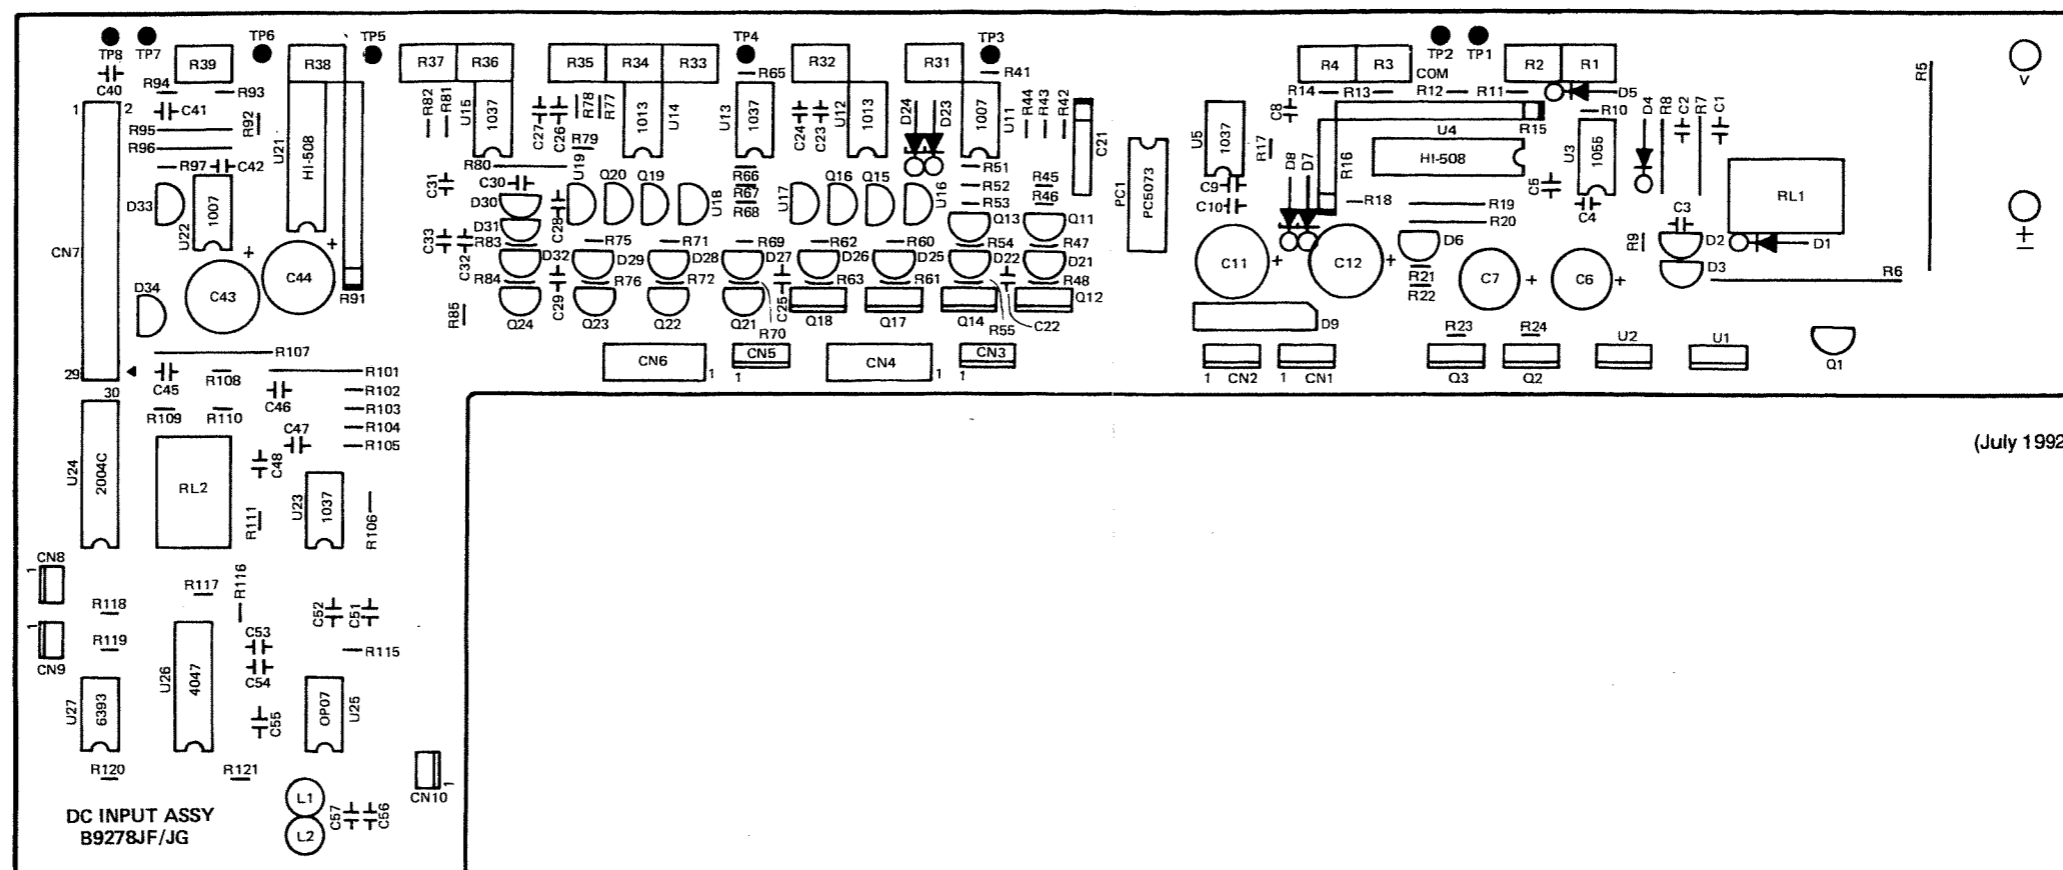 TP8 TP7 TP6 TP5 TP4 TP3 TP2 TP1
R39 R38 R37 R36 R35 R34 R33 R32 R31 R4 R3 R2 R1 V
COM
C40 R94 R93 R65 R41 R14 R13 R12 R11 D5 R5
1 2 C41 R92 U21 HI-508 R82 R81 U15 1037 C27 C26 R78 R77 1013 U14 U13 1037 C24 C23 U12 1013 D24 D23 1007 U11 R44 R43 R42 C21 U5 1037 C8 R17 U4 R15 R10 D4 R8 C2 R7 C1
R95
R96 R79 HI-508 U3 1055
R97 C42 R80 U19 R51 D8 D7 R16
C31 C30 Q20 Q19 U18 R66 U17 Q16 Q15 U16 R52 R45 PC1 PC5073 C9 C5 RL1
D33 1007 U22 D30 C28 R67 R68 R53 R46 C10 R18 R19 C4
D31 Q13 Q11 R20 C3
CN7 C33 C32 R83 R75 R71 R69 R62 R60 R54 R47 D6 R9 D2 D1 ±
C43 C44 D32 D29 D28 D27 D26 D25 D22 D21 C11 C12 R21 C7 C6 D3 R6
D34 R91 R84 C29 R76 R72 C25 R63 R61 R48 R22
R85 Q24 Q23 Q22 Q21 R70 Q18 Q17 Q14 R55 C22 Q12 D9 R23 R24 U2 U1 Q1
R107 CN6 1 CN5 1 CN4 1 CN3 1 1 CN2 1 CN1 Q3 Q2
29 30 C45 R108 R101
C46 R102
R109 R110 R103
C47 R104
R105
(July 1992
U24 2004C RL2 C48 U23 1037
R111 R106
CN8
1 R117 R116
R118 C52 C51
1 R119 C53
CN9 U26 4047 C54 R115
U27 6393 C55 OP07 U25
R120 R121
CN10 1
L1
DC INPUT ASSY C57 C56
B9278JF/JG L2